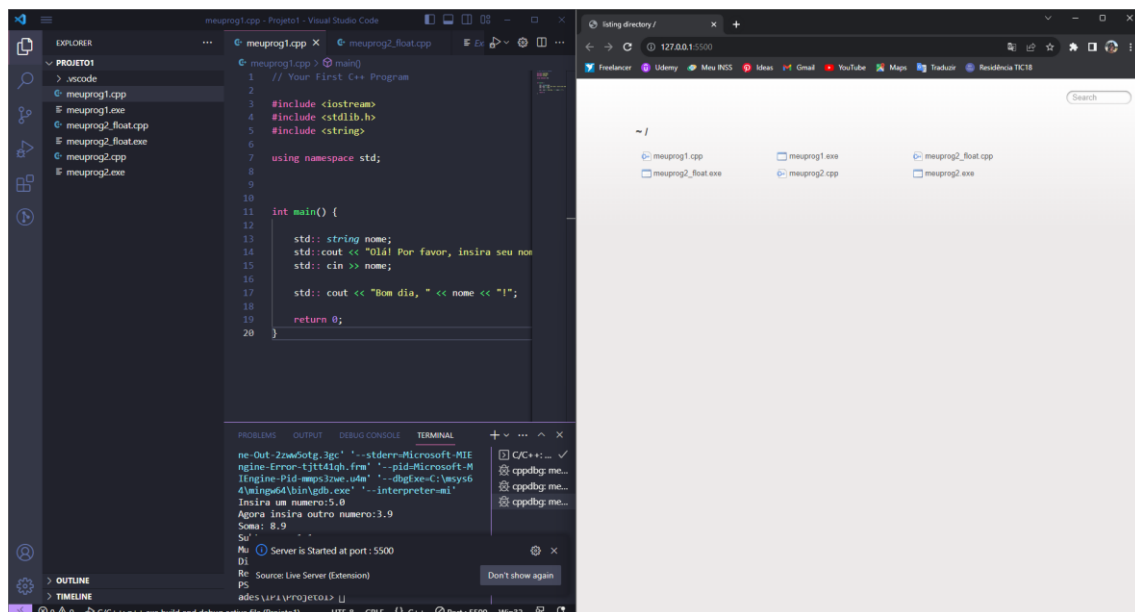 meuprog1.cpp - Projeto1 - Visual Studio Code
EXPLORER
PROJETO1
.vscode
meuprog1.cpp
meuprog1.exe
meuprog2_float.cpp
meuprog2_float.exe
meuprog2.cpp
meuprog2.exe
OUTLINE
TIMELINE
meuprog1.cpp
meuprog2_float.cpp
meuprog1.cpp > main()
1 // Your First C++ Program
2
3 #include <iostream>
4 #include <stdlib.h>
5 #include <string>
6
7 using namespace std;
8
9
10
11 int main() {
12
13 std:: string nome;
14 std::cout << "Olá! Por favor, insira seu nom
15 std:: cin >> nome;
16
17 std:: cout << "Bom dia, " << nome << "!";
18
19 return 0;
20 }
PROBLEMS OUTPUT DEBUG CONSOLE TERMINAL
ne-Out-2zww5otg.3gc' '--stderr=Microsoft-MIE
ngine-Error-tjtt41qh.frm' '--pid=Microsoft-M
IEngine-Pid-mmps3zwe.u4m' '--dbgExe=C:\msys6
4\mingw64\bin\gdb.exe' '--interpreter=mi'
Insira um numero:5.0
Agora insira outro numero:3.9
Soma: 8.9
Mu
Di
Re
PS
ades\IP1\Projeto1> 
C/C++: ...
cppdbg: me...
cppdbg: me...
cppdbg: me...
Server is Started at port : 5500
Source: Live Server (Extension)
Don't show again
listing directory /
127.0.0.1:5500
Freelancer Udemy Meu INSS Ideas Gmail YouTube Maps Traduzir Residência TIC18
Search
~ /
meuprog1.cpp meuprog1.exe meuprog2_float.cpp
meuprog2_float.exe meuprog2.cpp meuprog2.exe